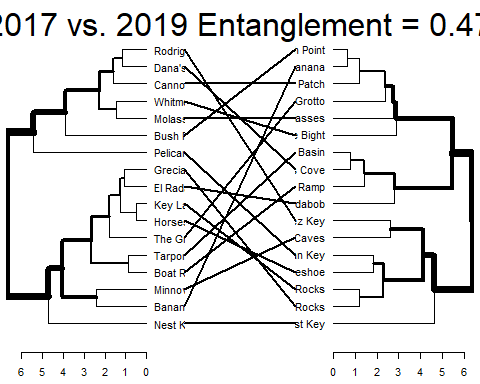 2017 vs. 2019 Entanglement = 0.47
Rodrig Point
Dana's anana
Canno Patch
Whitm Grotto
Molas asses
Bush Bight
Pelica Basin
Grecia Cove
El Rad Ramp
Key La dabob
Horse z Key
The Gr Caves
Tarpo n Key
Boat R eshoe
Minno Rocks
Banan Rocks
Nest K st Key
6 5 4 3 2 1 0 0 1 2 3 4 5 6